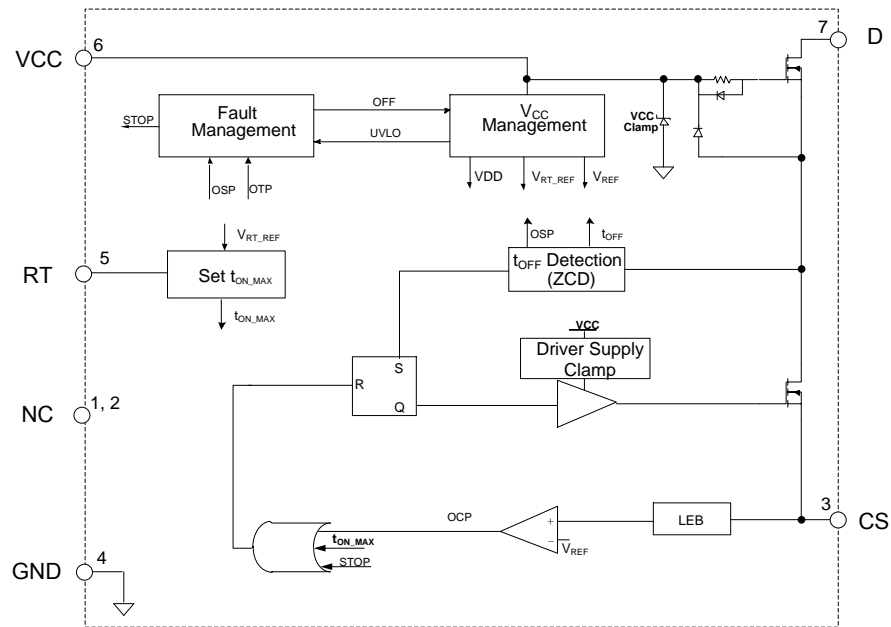 7
D
6
VCC
Fault
Management
OFF
UVLO
VCC
Management
VCC
Clamp
STOP
OSP
OTP
VDD
VRT_REF
VREF
VRT_REF
5
RT
Set tON_MAX
tON_MAX
OSP
tOFF
tOFF Detection
(ZCD)
VCC
Driver Supply
Clamp
S
R
Q
1, 2
NC
OCP
+
−
VREF
LEB
3
CS
tON_MAX
STOP
4
GND